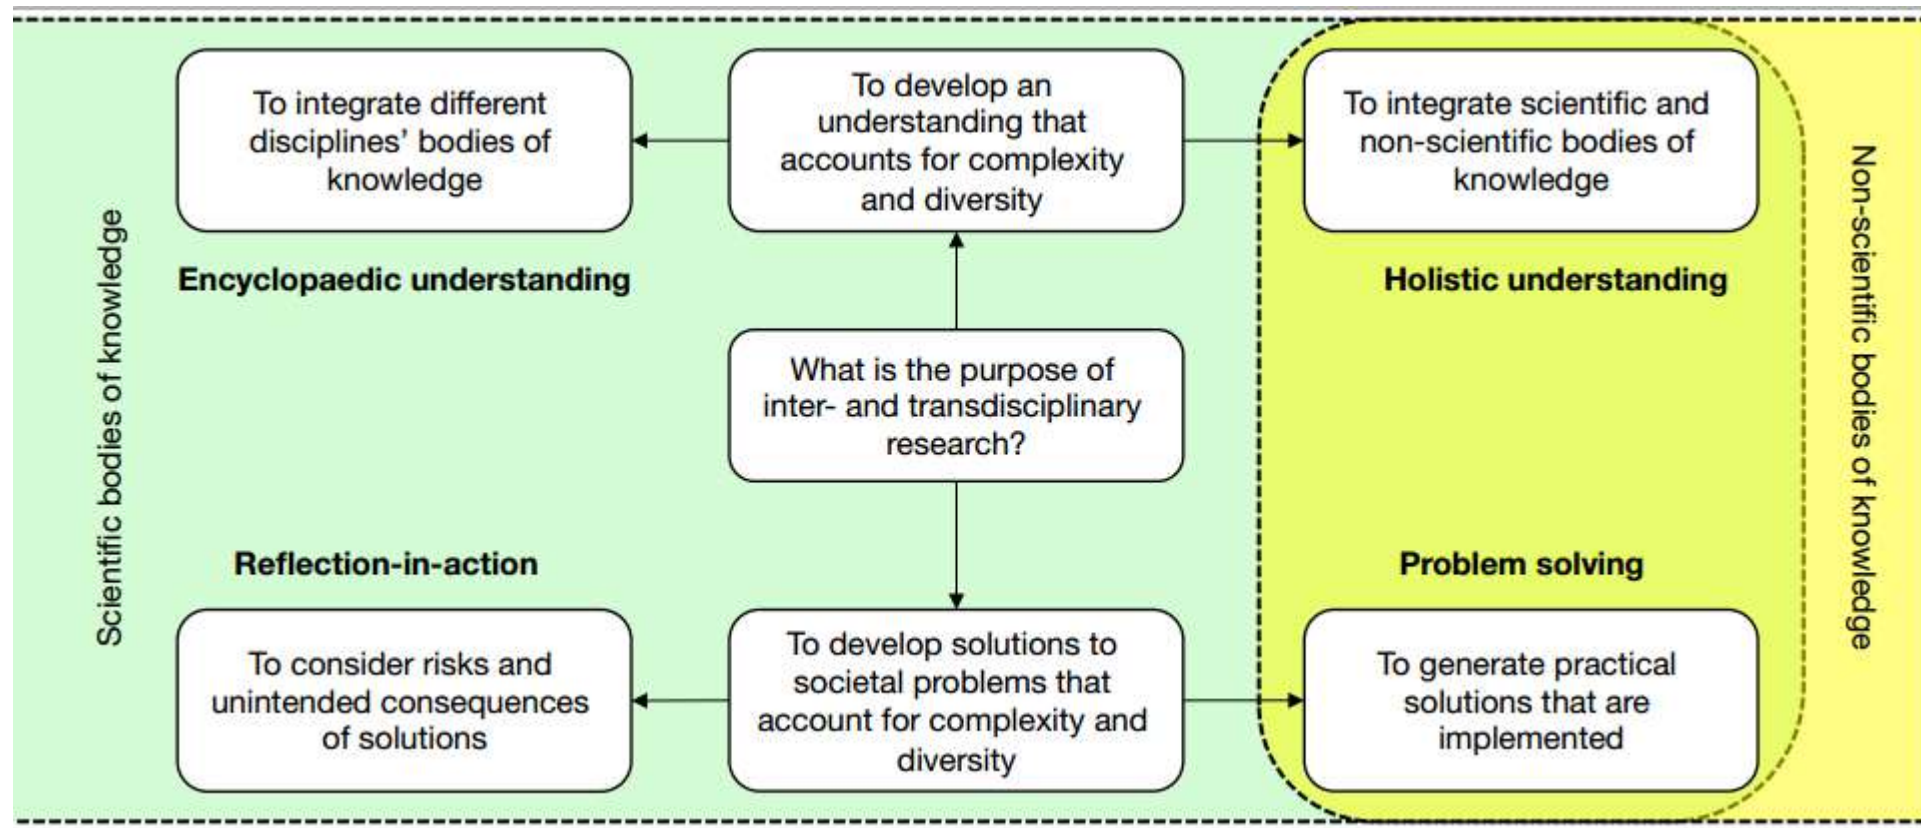 Scientific bodies of knowledge
To integrate different
disciplines’ bodies of
knowledge
Encyclopaedic understanding
To develop an
understanding that
accounts for complexity
and diversity
To integrate scientific and
non-scientific bodies of
knowledge
Holistic understanding
What is the purpose of
inter- and transdisciplinary
research?
Reflection-in-action
To consider risks and
unintended consequences
of solutions
To develop solutions to
societal problems that
account for complexity and
diversity
Problem solving
To generate practical
solutions that are
implemented
Non-scientific bodies of knowledge